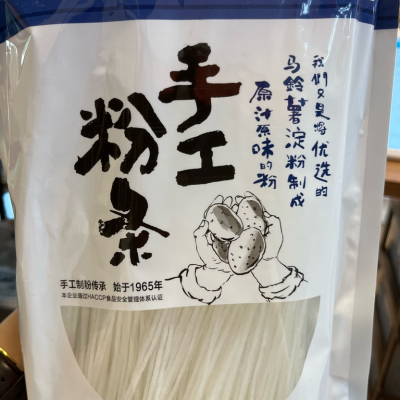 手工
粉条
我们只是将优选的
马铃薯淀粉制成
原汁原味的粉
手工制粉传承 始于1965年
本企业通过HACCP食品安全管理体系认证